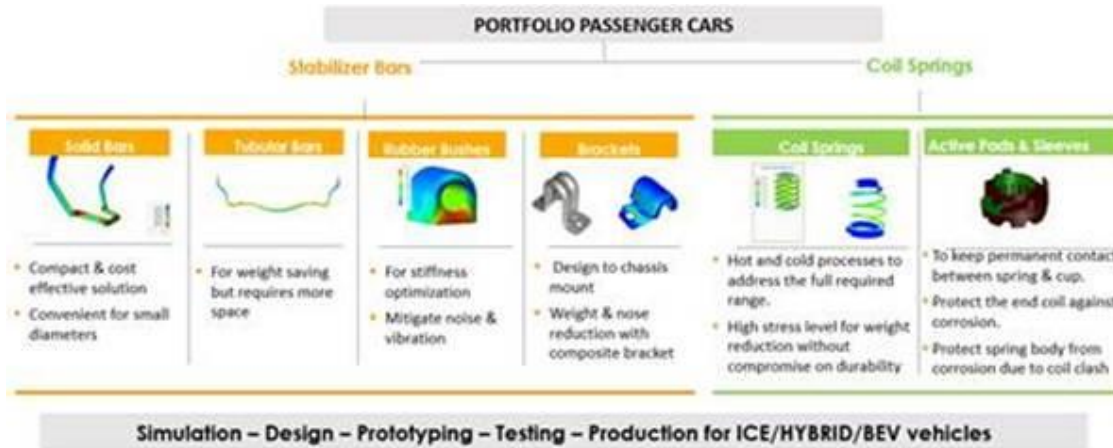 PORTFOLIO PASSENGER CARS
Stabilizer Bars
Coil Springs
Solid Bars
Tubular Bars
Rubber Bushes
Brackets
Coil Springs
Active Pads & Sleeves
• Compact & cost
effective solution
• Convenient for small
diameters
• For weight saving
but requires more
space
• For stiffness
optimization
• Mitigate noise &
vibration
• Design to chassis
mount
• Weight & nose
reduction with
composite bracket
• Hot and cold processes to
address the full required
range.
• High stress level for weight
reduction without
compromise on durability
• To keep permanent contact
between spring & cup.
• Protect the end coil against
corrosion.
• Protect spring body from
corrosion due to coil clash
Simulation – Design – Prototyping – Testing – Production for ICE/HYBRID/BEV vehicles